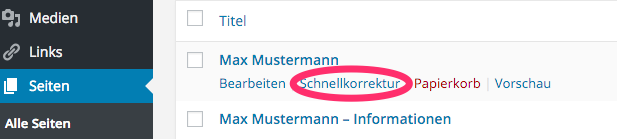 Medien
Links
Seiten
Alle Seiten
Titel
Max Mustermann
Bearbeiten | Schnellkorrektur | Papierkorb | Vorschau
Max Mustermann – Informationen